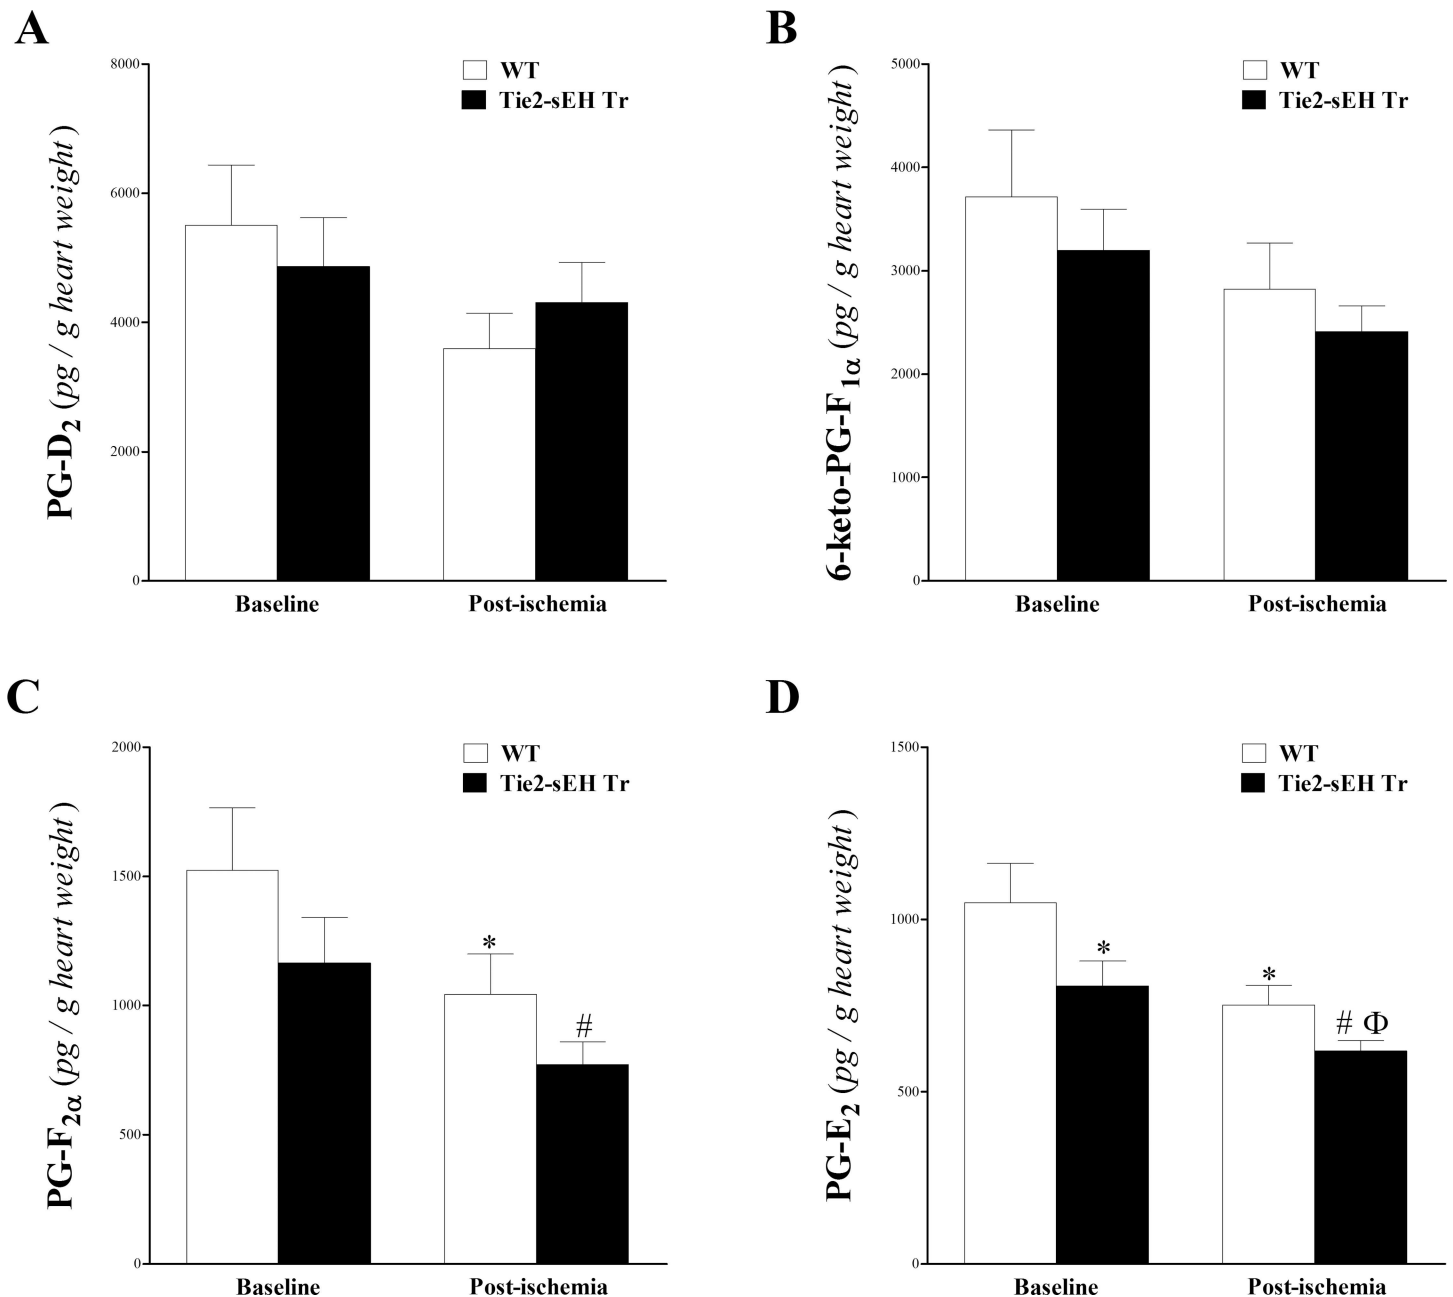 A
PG-D2 (pg / g heart weight)
8000
6000
4000
2000
0
WT
Tie2-sEH Tr
Baseline
Post-ischemia
B
6-keto-PG-F1α (pg / g heart weight)
5000
4000
3000
2000
1000
0
WT
Tie2-sEH Tr
Baseline
Post-ischemia
C
PG-F2α (pg / g heart weight)
2000
1500
1000
500
0
WT
Tie2-sEH Tr
*
#
Baseline
Post-ischemia
D
PG-E2 (pg / g heart weight)
1500
1000
500
0
WT
Tie2-sEH Tr
*
*
# Φ
Baseline
Post-ischemia